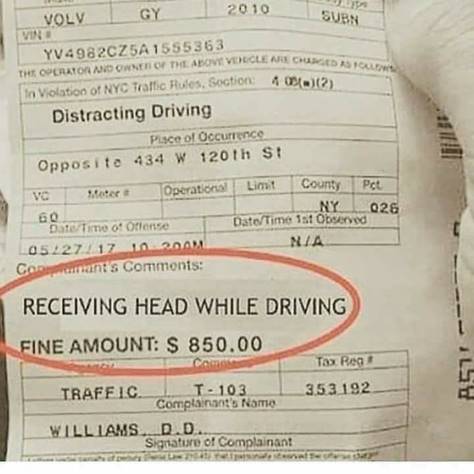 VOLV GY 2010 SUBN
VIN #
YV4982CZ5A1555363
THE OPERATOR AND OWNER OF THE ABOVE VEHICLE ARE CHARGED AS FOLLOWS
In Violation of NYC Traffic Rules, Section: 4 08(a)(2)
Distracting Driving
Place of Occurrence
Opposite 434 W 120th St
VC Meter # Operational Limit County Pct.
60 NY 026
Date/Time of Offense Date/Time 1st Observed
05/27/17 10:20AM N/A
Complainant's Comments:
RECEIVING HEAD WHILE DRIVING
FINE AMOUNT: $ 850.00
Agency Command Tax Reg #
TRAFFIC T-103 353192
Complainant's Name
WILLIAMS, D.D.
Signature of Complainant